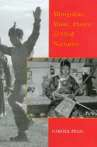 Mongolian
Music, Dance,
& Oral
Narrative
CAROLE PEGG